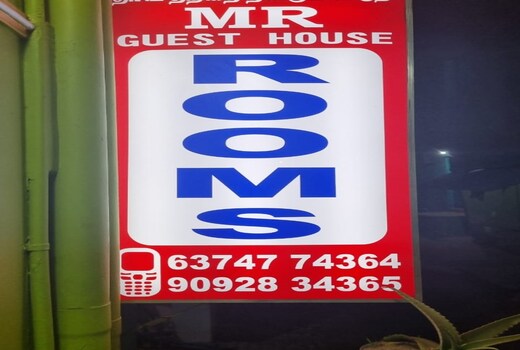 MR
GUEST HOUSE
ROOMS
63747 74364
90928 34365